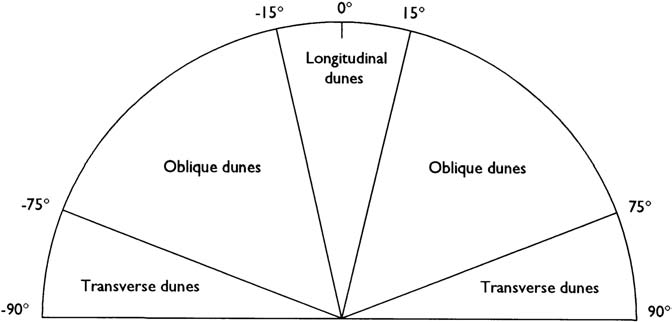 -15° 0° 15°
Longitudinal
dunes
Oblique dunes Oblique dunes
-75° 75°
Transverse dunes Transverse dunes
-90° 90°